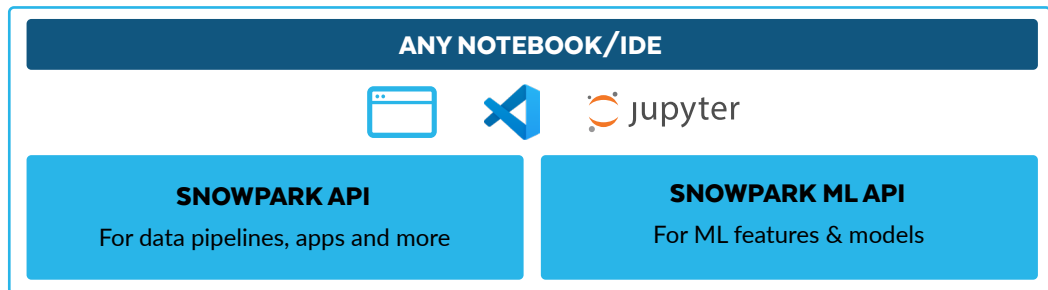 ANY NOTEBOOK/IDE
jupyter
SNOWPARK API
For data pipelines, apps and more
SNOWPARK ML API
For ML features & models